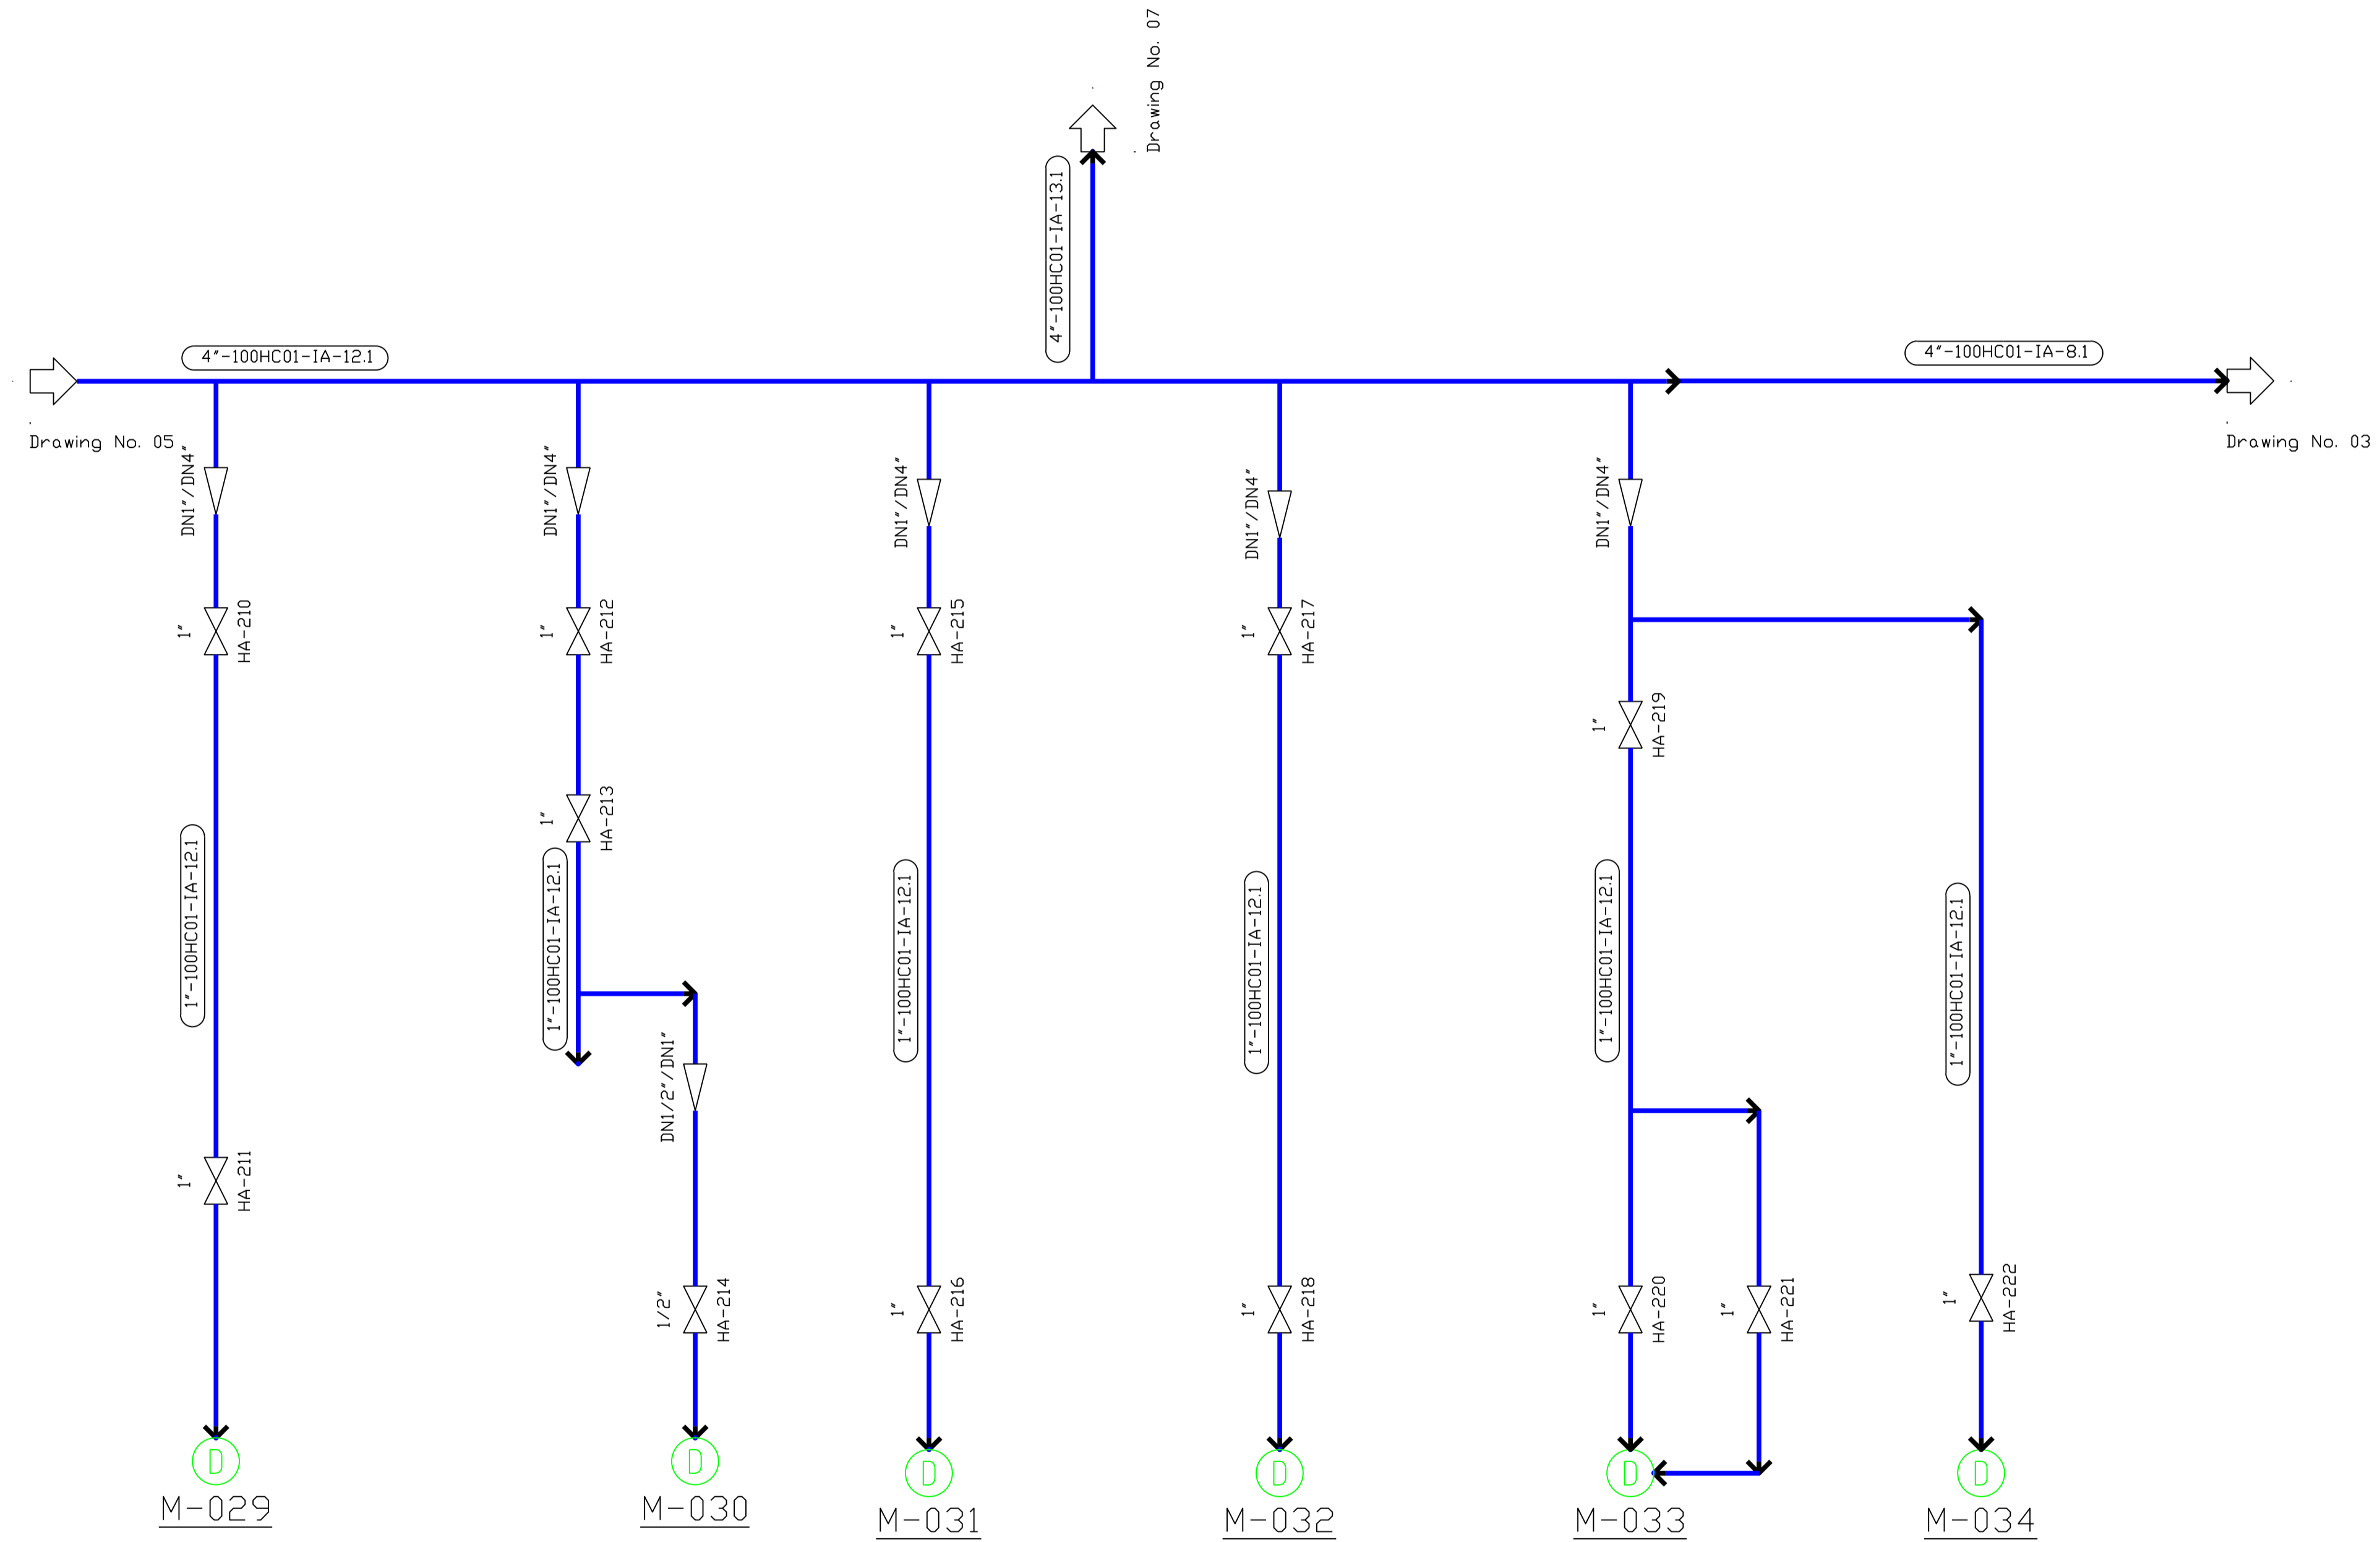 Drawing No. 07
4"-100HC01-IA-13.1
4"-100HC01-IA-12.1
4"-100HC01-IA-8.1
Drawing No. 05
Drawing No. 03
DN1"/DN4"
DN1"/DN4"
DN1"/DN4"
DN1"/DN4"
DN1"/DN4"
1"
HA-210
1"
HA-212
1"
HA-215
1"
HA-217
1"
HA-219
1"
HA-213
1"-100HC01-IA-12.1
1"-100HC01-IA-12.1
1"-100HC01-IA-12.1
1"-100HC01-IA-12.1
1"-100HC01-IA-12.1
1"-100HC01-IA-12.1
DN1/2"/DN1"
1"
HA-211
1/2"
HA-214
1"
HA-216
1"
HA-218
1"
HA-220
1"
HA-221
1"
HA-222
D
D
D
D
D
D
M-029
M-030
M-031
M-032
M-033
M-034